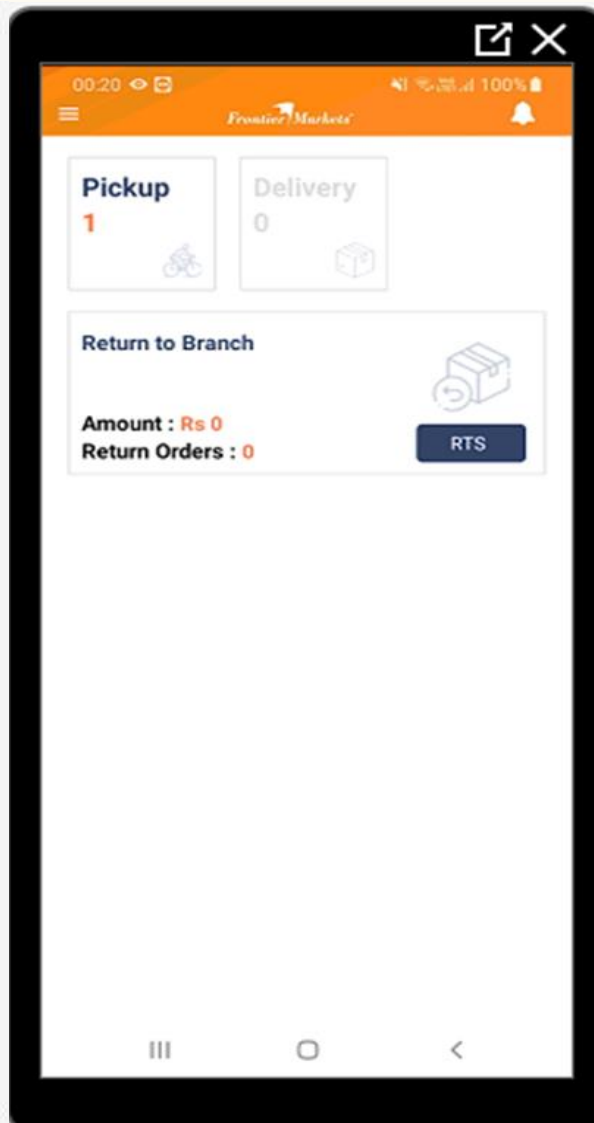 00:20 100%
Frontier Markets
Pickup
1
Delivery
0
Return to Branch
Amount : Rs 0
Return Orders : 0
RTS